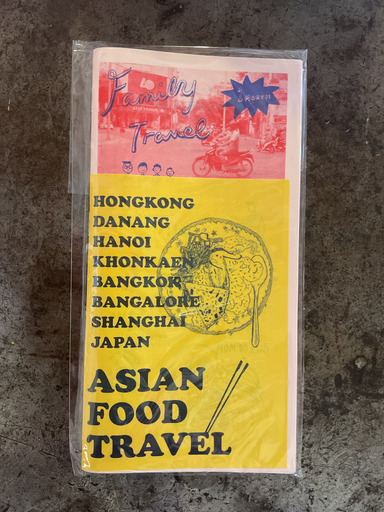 Family
Travel
HONGKONG
DANANG
HANOI
KHONKAEN
BANGKOK
BANGALORE
SHANGHAI
JAPAN
ASIAN
FOOD
TRAVEL